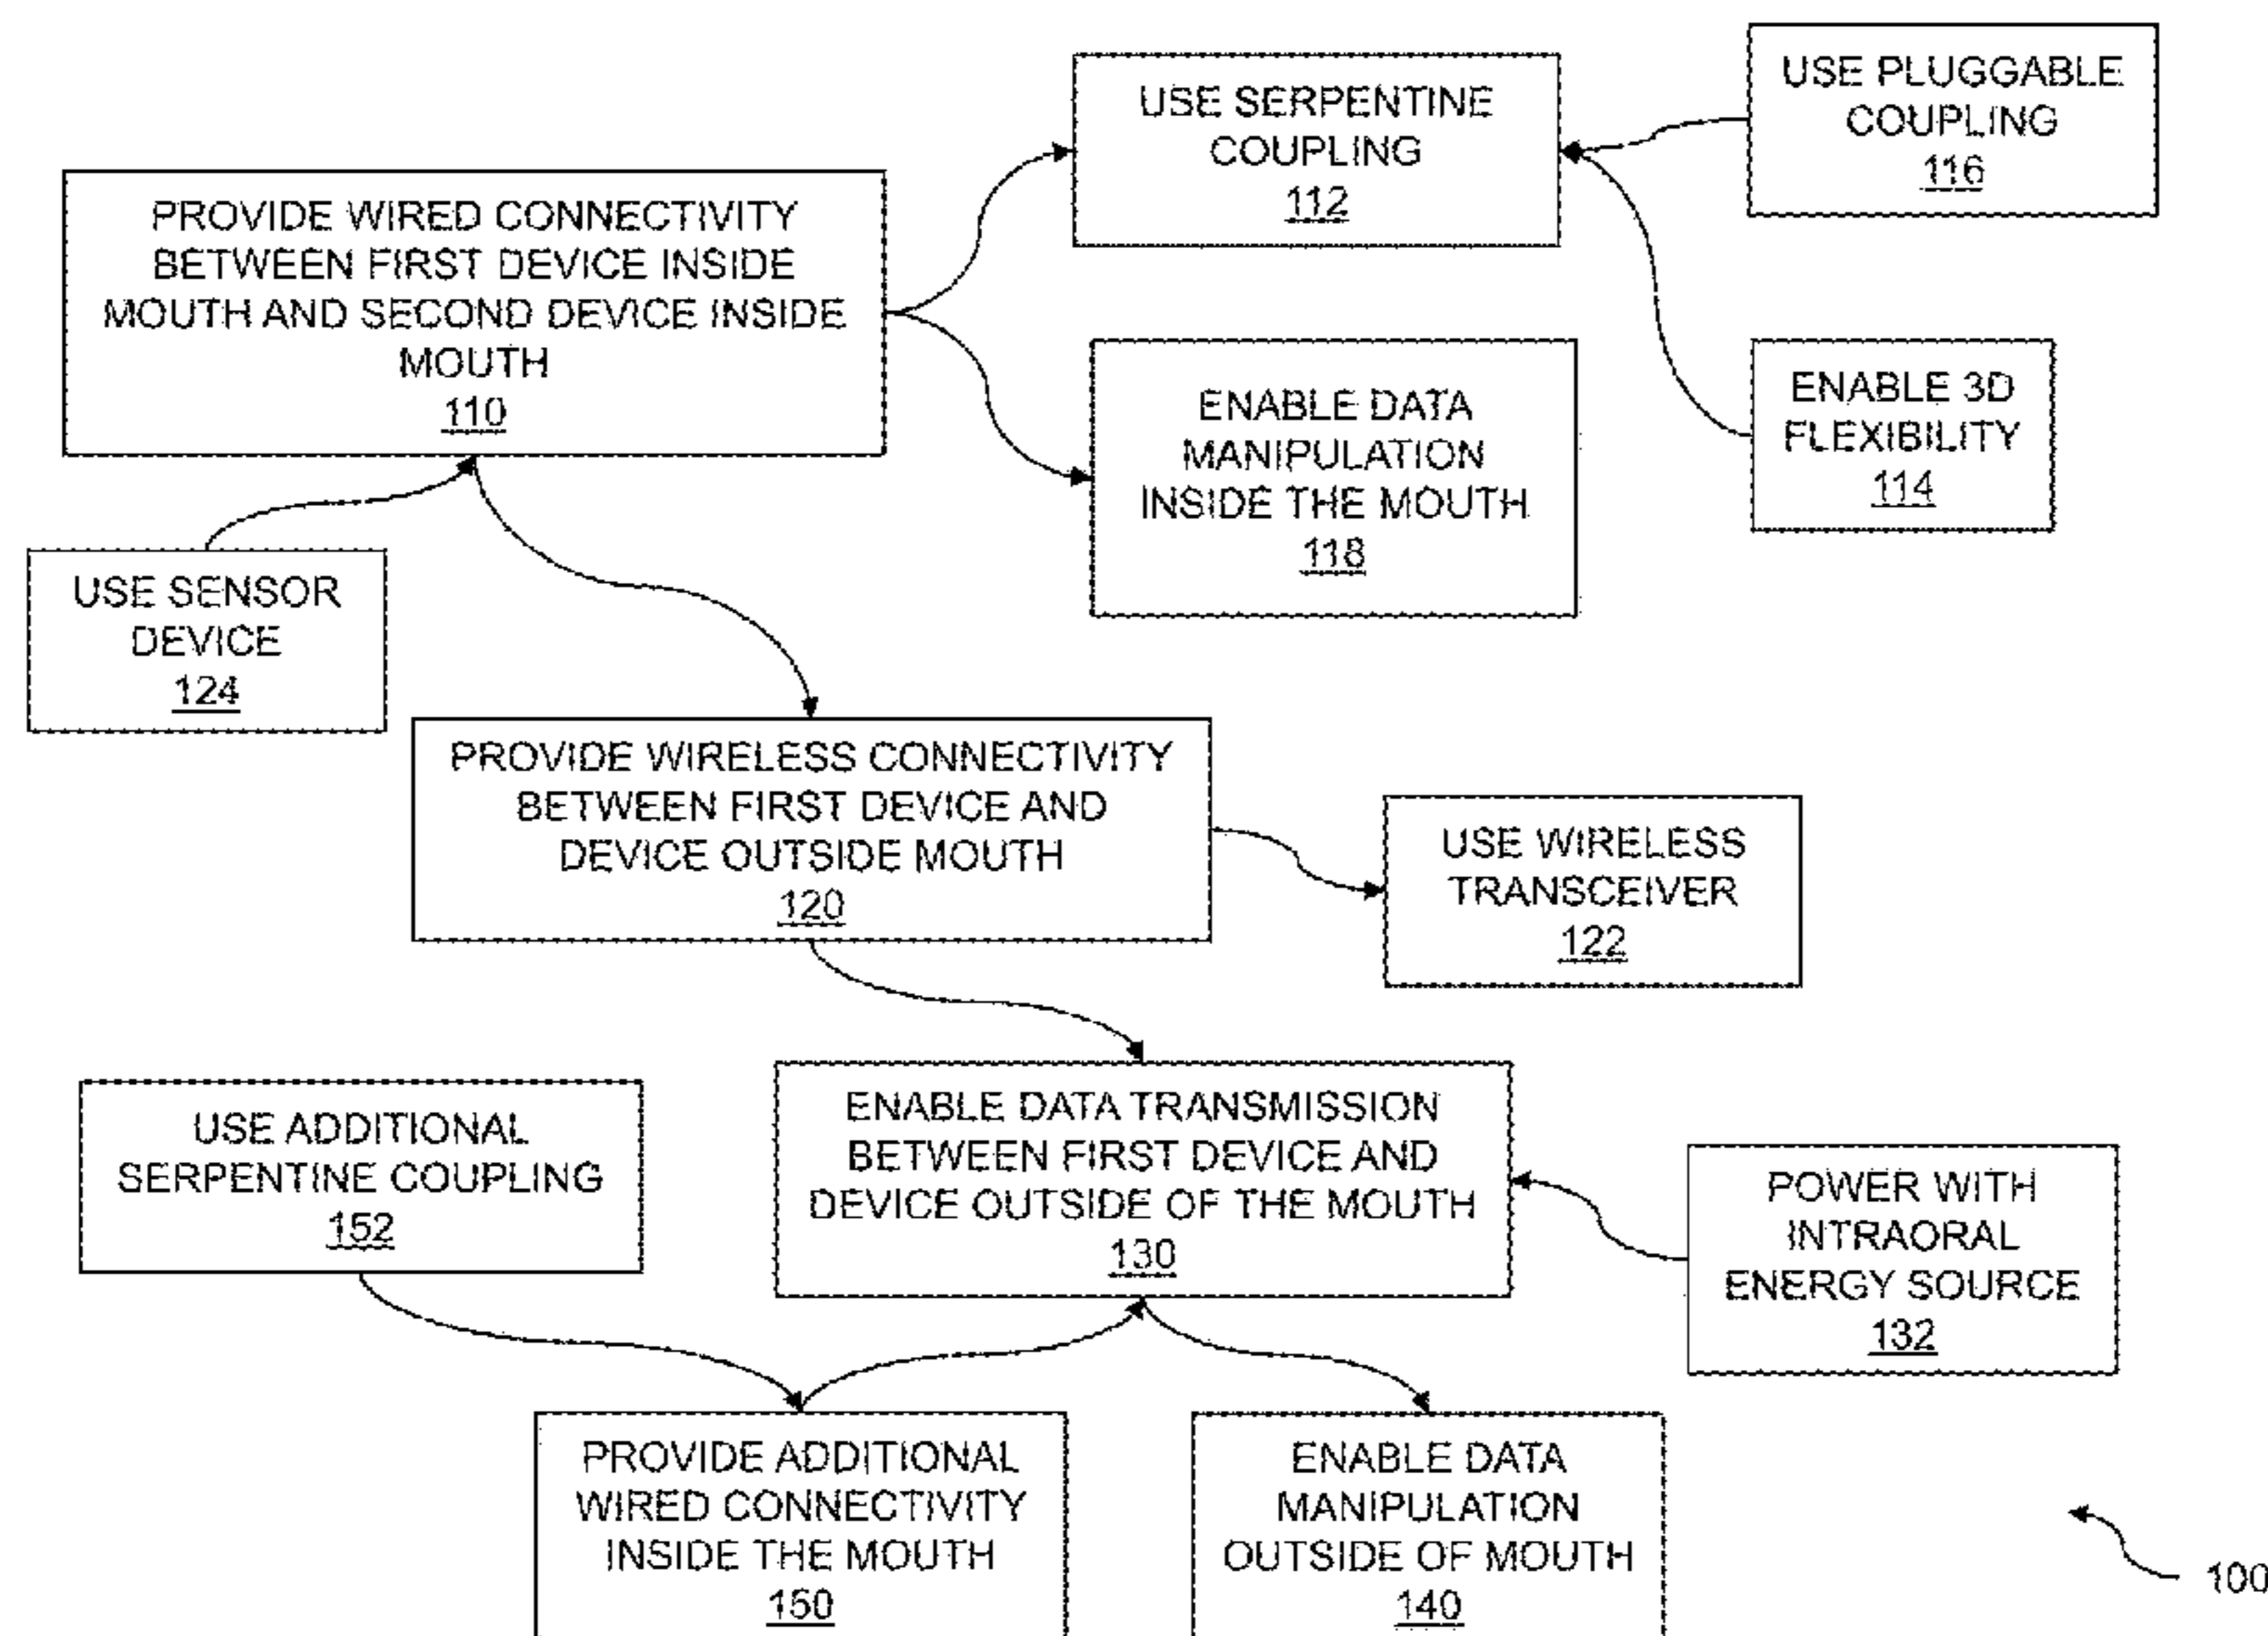 USE PLUGGABLE
COUPLING
116
USE SERPENTINE
COUPLING
112
PROVIDE WIRED CONNECTIVITY
BETWEEN FIRST DEVICE INSIDE
MOUTH AND SECOND DEVICE INSIDE
MOUTH
110
ENABLE 3D
FLEXIBILITY
114
ENABLE DATA
MANIPULATION
INSIDE THE MOUTH
118
USE SENSOR
DEVICE
124
PROVIDE WIRELESS CONNECTIVITY
BETWEEN FIRST DEVICE AND
DEVICE OUTSIDE MOUTH
120
USE WIRELESS
TRANSCEIVER
122
USE ADDITIONAL
SERPENTINE COUPLING
152
ENABLE DATA TRANSMISSION
BETWEEN FIRST DEVICE AND
DEVICE OUTSIDE OF THE MOUTH
130
POWER WITH
INTRAORAL
ENERGY SOURCE
132
PROVIDE ADDITIONAL
WIRED CONNECTIVITY
INSIDE THE MOUTH
150
ENABLE DATA
MANIPULATION
OUTSIDE OF MOUTH
140
100